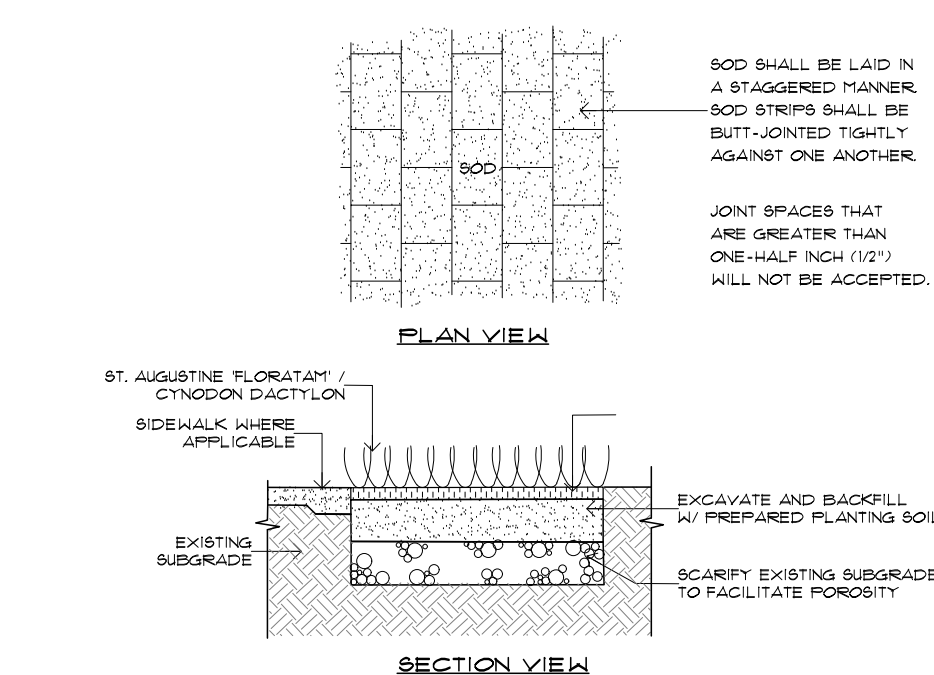 SOD SHALL BE LAID IN
A STAGGERED MANNER.
SOD STRIPS SHALL BE
BUTT-JOINTED TIGHTLY
AGAINST ONE ANOTHER.
SOD
JOINT SPACES THAT
ARE GREATER THAN
ONE-HALF INCH (1/2")
WILL NOT BE ACCEPTED.
PLAN VIEW
ST. AUGUSTINE 'FLORATAM' /
CYNODON DACTYLON
SIDEWALK WHERE
APPLICABLE
EXCAVATE AND BACKFILL
W/ PREPARED PLANTING SOIL
EXISTING
SUBGRADE
SCARIFY EXISTING SUBGRADE
TO FACILITATE POROSITY
SECTION VIEW